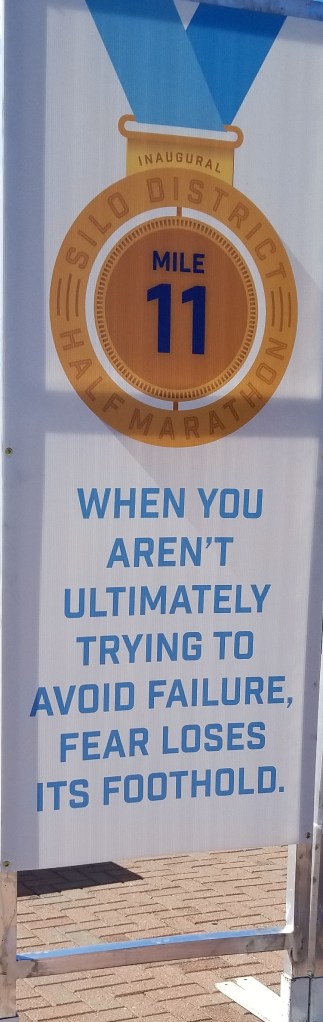 INAUGURAL
SILO DISTRICT
MILE
11
HALF MARATHON
WHEN YOU
AREN'T
ULTIMATELY
TRYING TO
AVOID FAILURE,
FEAR LOSES
ITS FOOTHOLD.